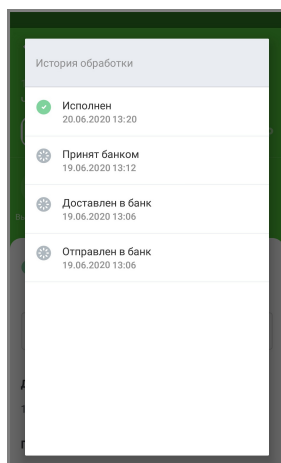 История обработки
Исполнен
20.06.2020 13:20
Принят банком
19.06.2020 13:12
Доставлен в банк
19.06.2020 13:06
Отправлен в банк
19.06.2020 13:06